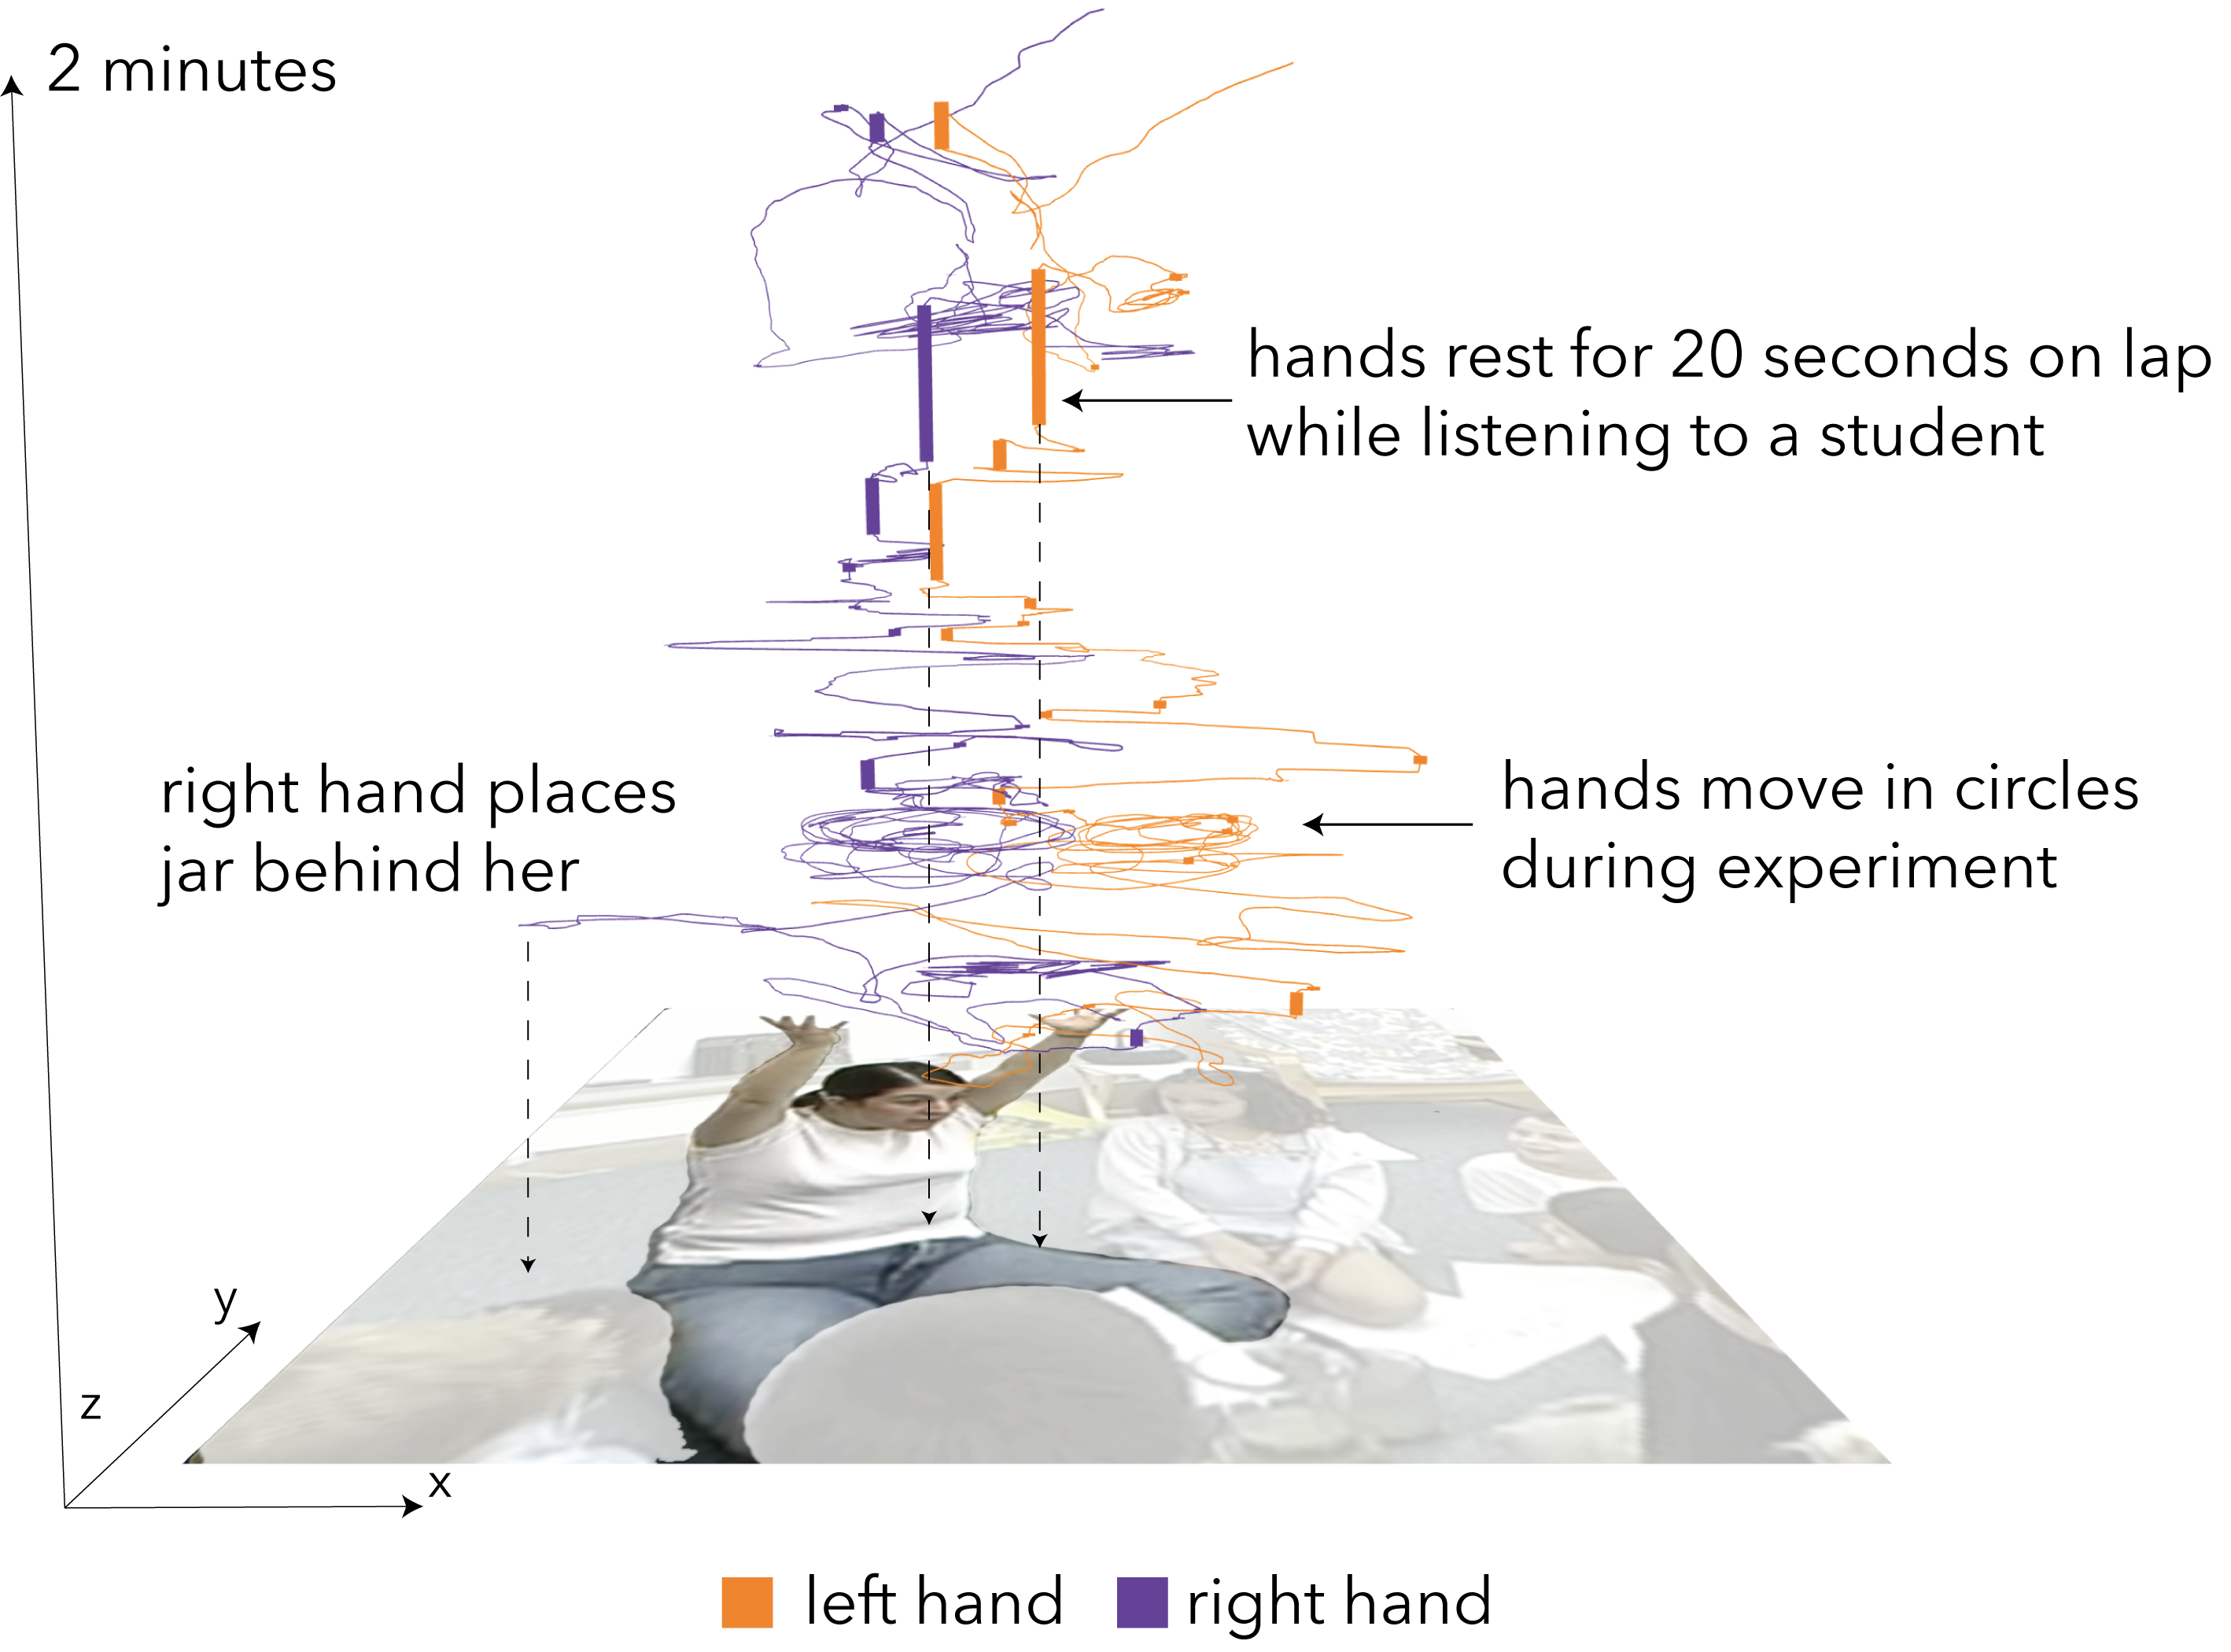 2 minutes
hands rest for 20 seconds on lap
while listening to a student
right hand places
jar behind her
hands move in circles
during experiment
y
z
x
left hand
right hand